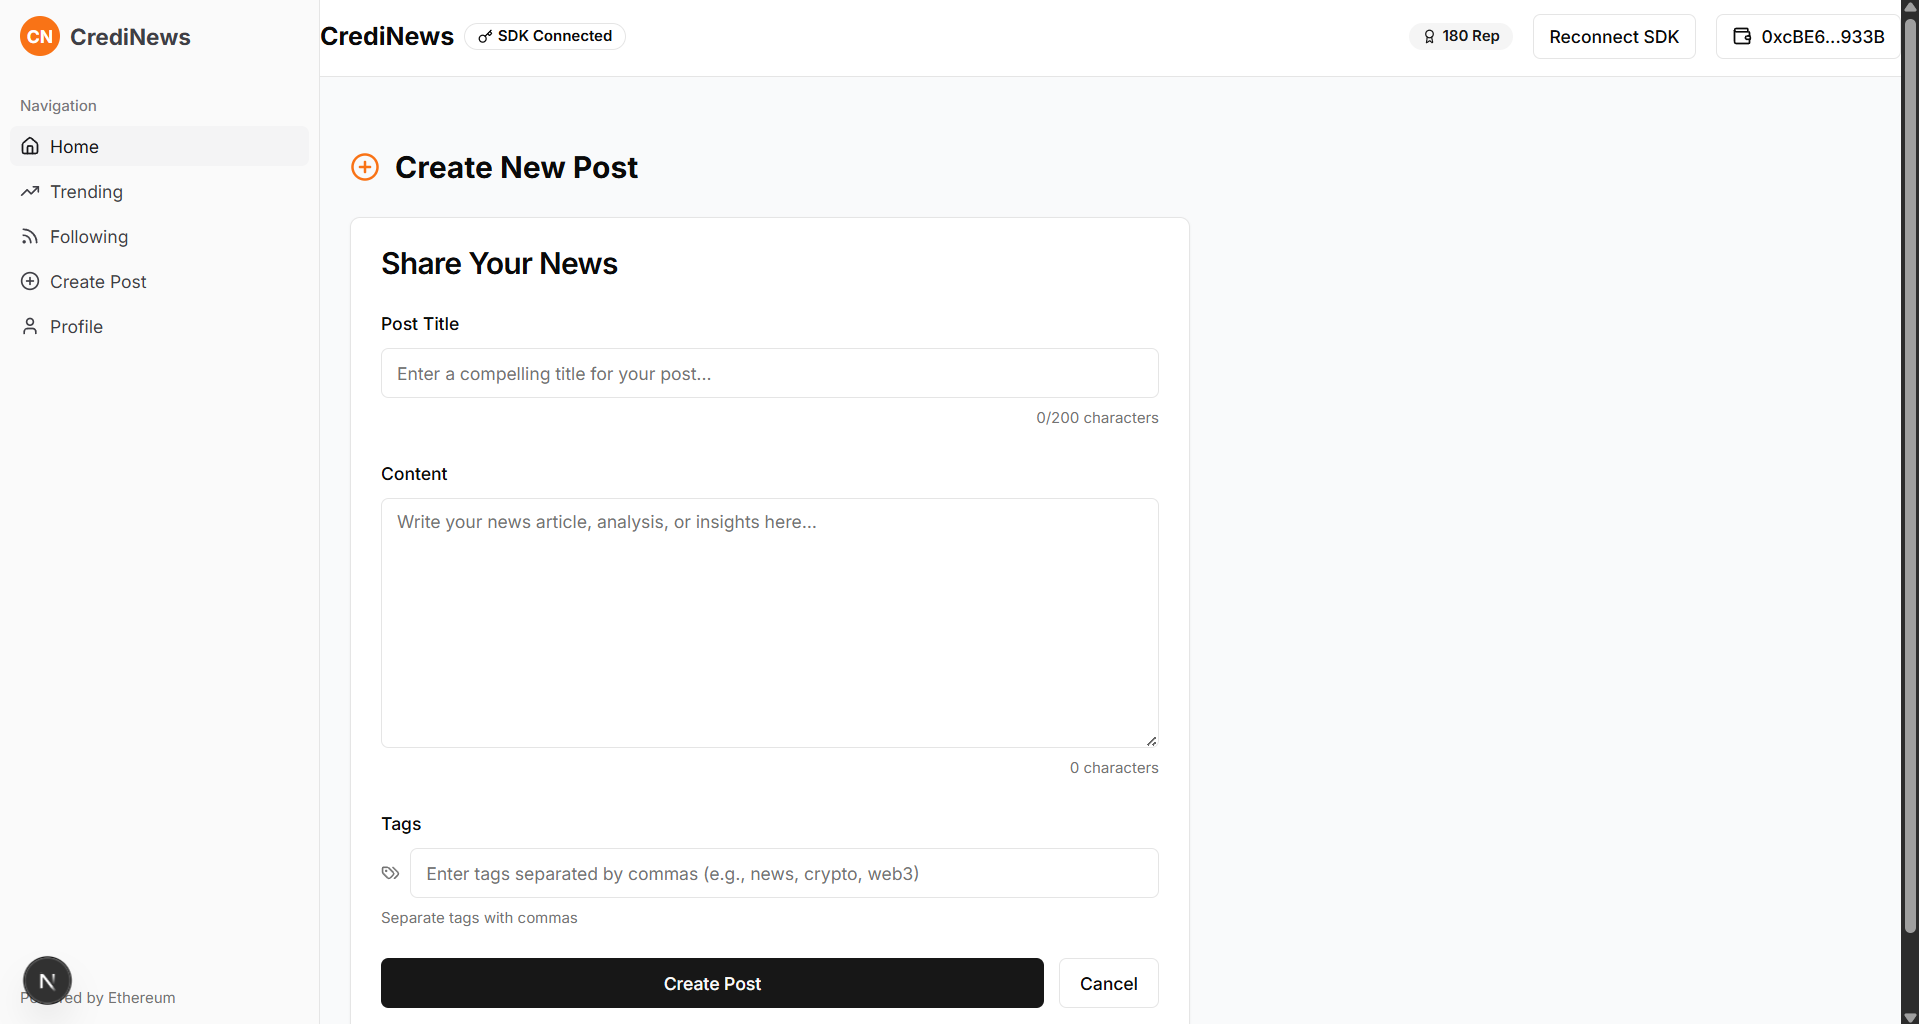 CN CrediNews
Navigation
Home
Trending
Following
Create Post
Profile
N
by Ethereum
CrediNews
SDK Connected
180 Rep
Reconnect SDK
0xcBE6...933B
Create New Post
Share Your News
Post Title
Enter a compelling title for your post...
0/200 characters
Content
Write your news article, analysis, or insights here...
0 characters
Tags
Enter tags separated by commas (e.g., news, crypto, web3)
Separate tags with commas
Create Post
Cancel